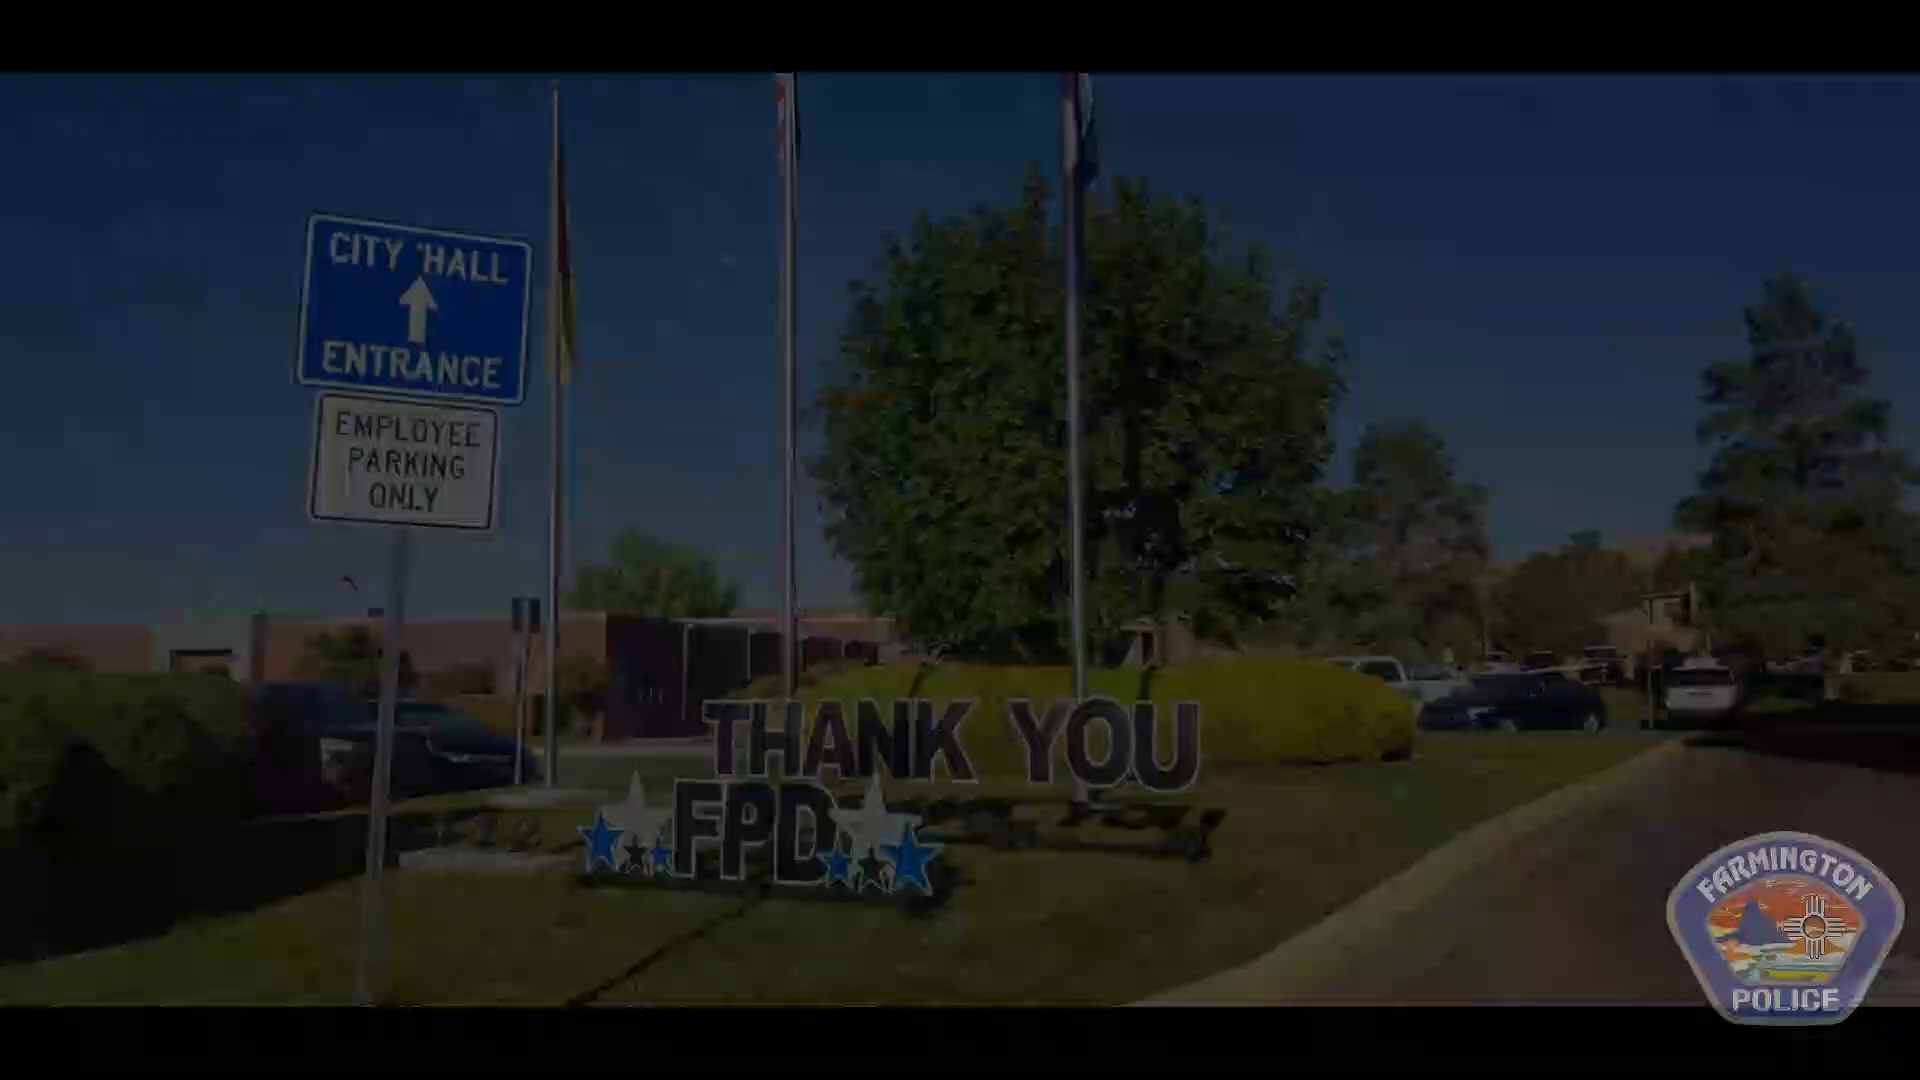 CITY HALL
ENTRANCE
EMPLOYEE
PARKING
ONLY
THANK YOU
FPD
FARMINGTON
POLICE